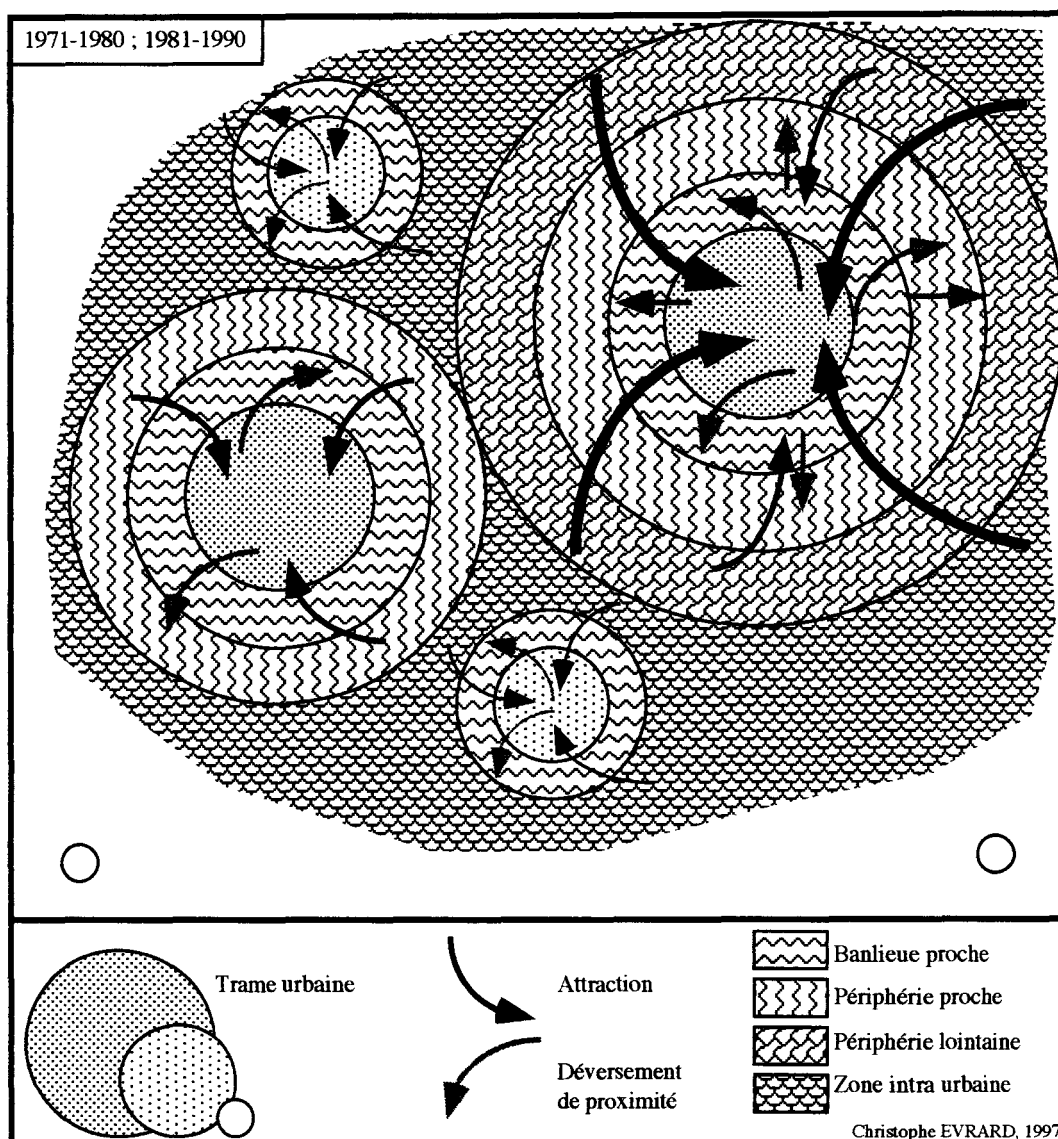 1971-1980 ; 1981-1990
Trame urbaine
Attraction
Déversement
de proximité
Banlieue proche
Périphérie proche
Périphérie lointaine
Zone intra urbaine
Christophe EVRARD, 1997